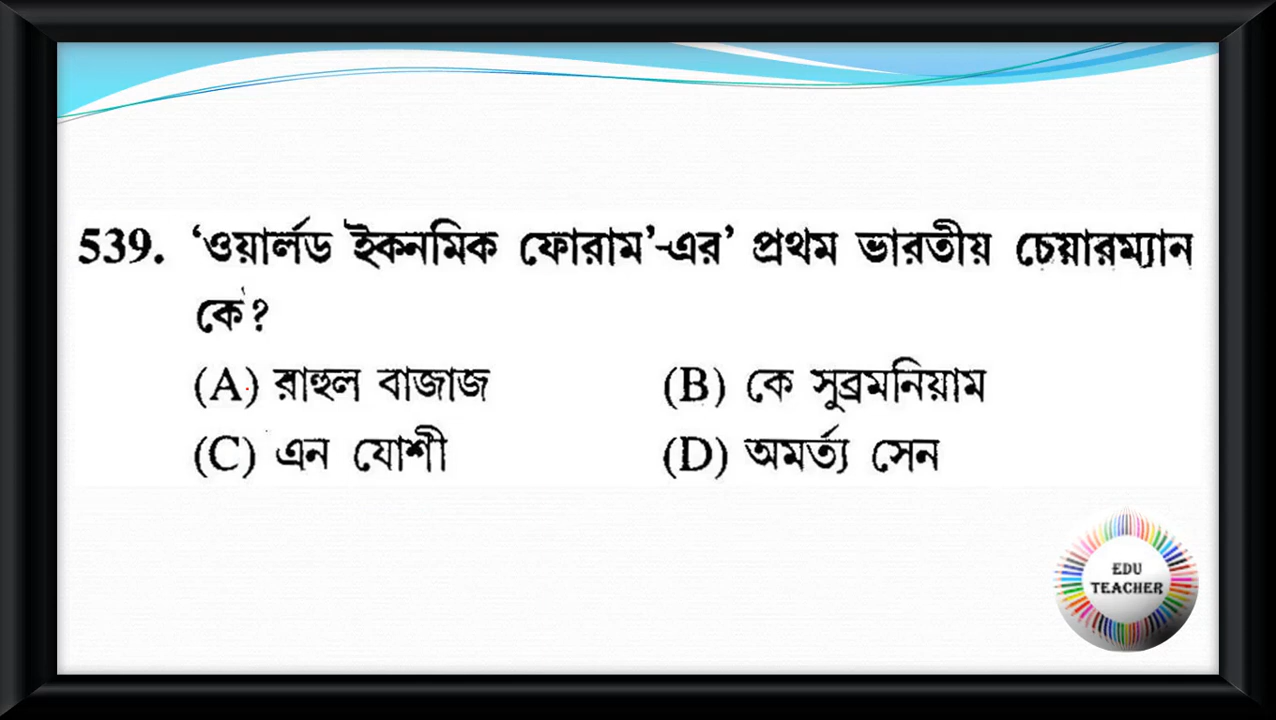 539. ‘ওয়ার্লড ইকনমিক ফোরাম’-এর’ প্রথম ভারতীয় চেয়ারম্যান
কে?
(A) রাহুল বাজাজ (B) কে সুব্রমনিয়াম
(C) এন যোশী (D) অমর্ত্য সেন
EDU
TEACHER